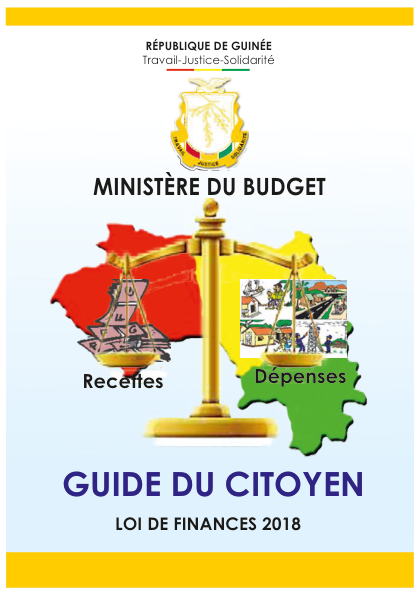 RÉPUBLIQUE DE GUINÉE
Travail-Justice-Solidarité
TRAVAIL JUSTICE SOLIDARITÉ
MINISTÈRE DU BUDGET
Recettes
Dépenses
GUIDE DU CITOYEN
LOI DE FINANCES 2018